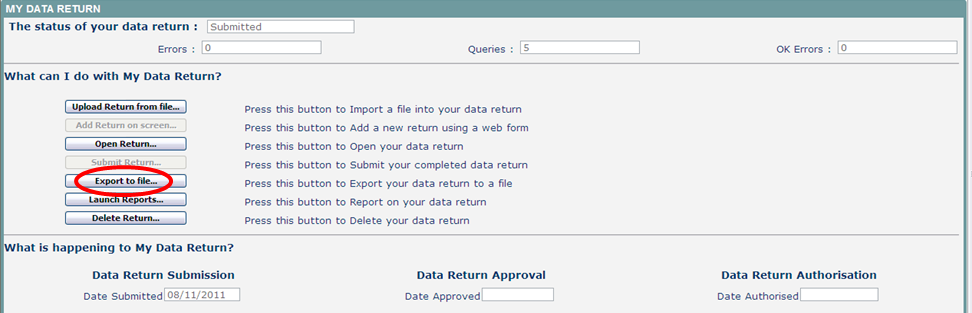 MY DATA RETURN
The status of your data return : Submitted
Errors : 0 Queries : 5 OK Errors : 0
What can I do with My Data Return?
Upload Return from file... Press this button to Import a file into your data return
Add Return on screen... Press this button to Add a new return using a web form
Open Return... Press this button to Open your data return
Submit Return... Press this button to Submit your completed data return
Export to file... Press this button to Export your data return to a file
Launch Reports... Press this button to Report on your data return
Delete Return... Press this button to Delete your data return
What is happening to My Data Return?
Data Return Submission Data Return Approval Data Return Authorisation
Date Submitted 08/11/2011 Date Approved Date Authorised